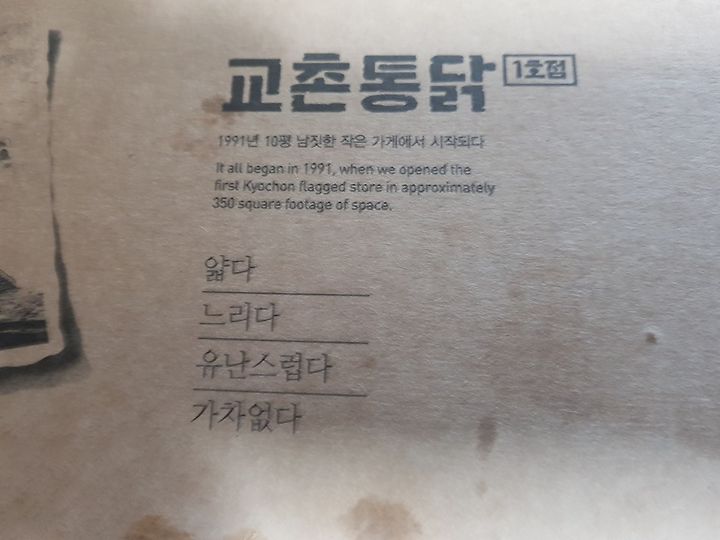 교촌통닭 1호점
1991년 10평 남짓한 작은 가게에서 시작되다
It all began in 1991, when we opened the
first Kyochon flagged store in approximately
350 square footage of space.
얇다
느리다
유난스럽다
가차없다